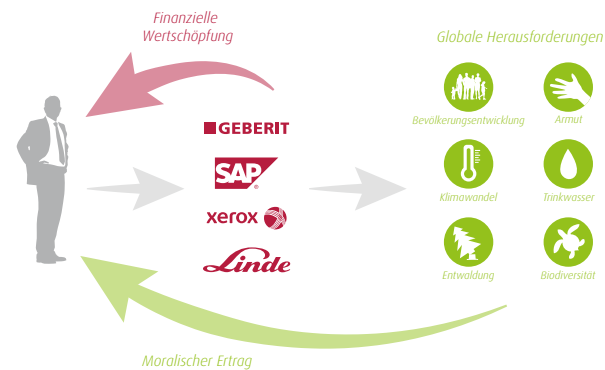 Finanzielle
Wertschöpfung
Globale Herausforderungen
GEBERIT
SAP
®
xerox
Linde
Bevölkerungsentwicklung
Armut
Klimawandel
Trinkwasser
Entwaldung
Biodiversität
Moralischer Ertrag